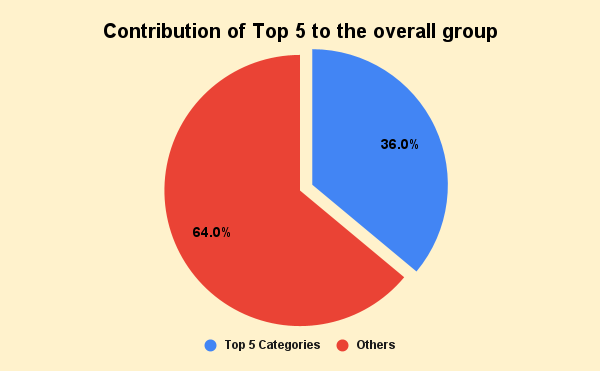 Contribution of Top 5 to the overall group
36.0%
64.0%
Top 5 Categories Others